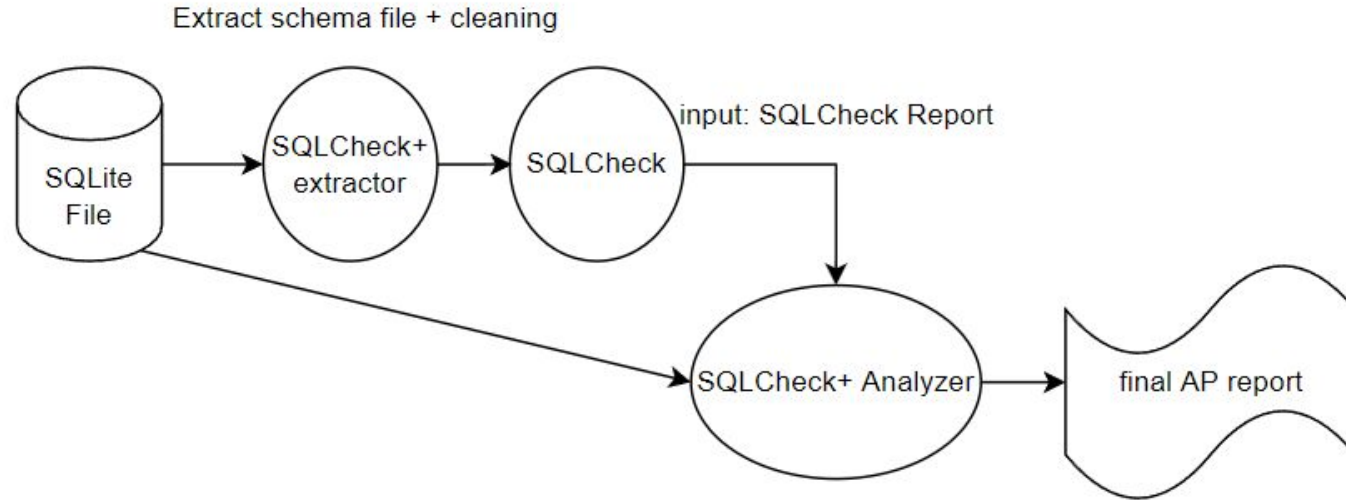 Extract schema file + cleaning
SQLite
File
SQLCheck+
extractor
SQLCheck
input: SQLCheck Report
SQLCheck+ Analyzer
final AP report